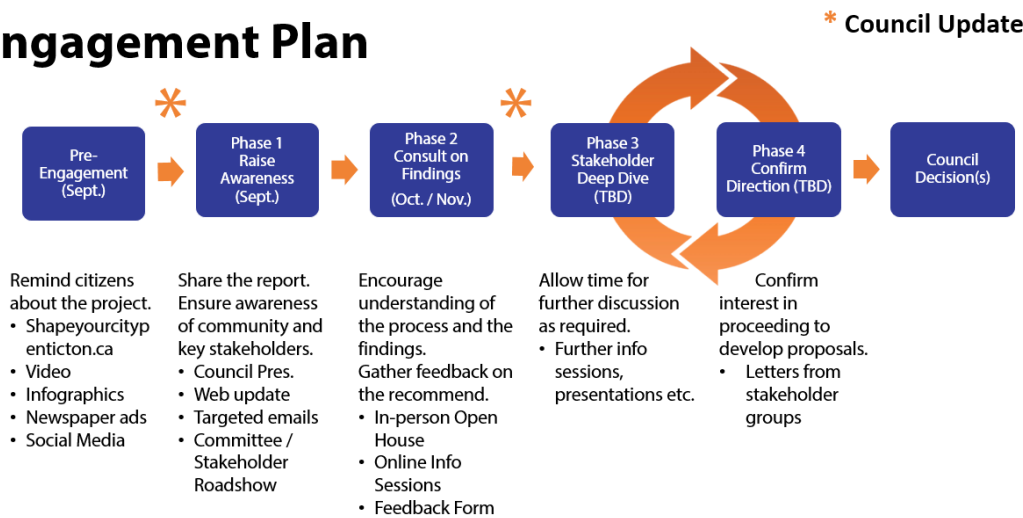 ngagement Plan
* Council Update
Pre-
Engagement
(Sept.)
Phase 1
Raise
Awareness
(Sept.)
Phase 2
Consult on
Findings
(Oct. / Nov.)
Phase 3
Stakeholder
Deep Dive
(TBD)
Phase 4
Confirm
Direction (TBD)
Council
Decision(s)
Remind citizens
about the project.
• Shapeyourcityp
enticton.ca
• Video
• Infographics
• Newspaper ads
• Social Media
Share the report.
Ensure awareness
of community and
key stakeholders.
• Council Pres.
• Web update
• Targeted emails
• Committee /
Stakeholder
Roadshow
Encourage
understanding of
the process and the
findings.
Gather feedback on
the recommend.
• In-person Open
House
• Online Info
Sessions
• Feedback Form
Allow time for
further discussion
as required.
• Further info
sessions,
presentations etc.
Confirm
interest in
proceeding to
develop proposals.
• Letters from
stakeholder
groups